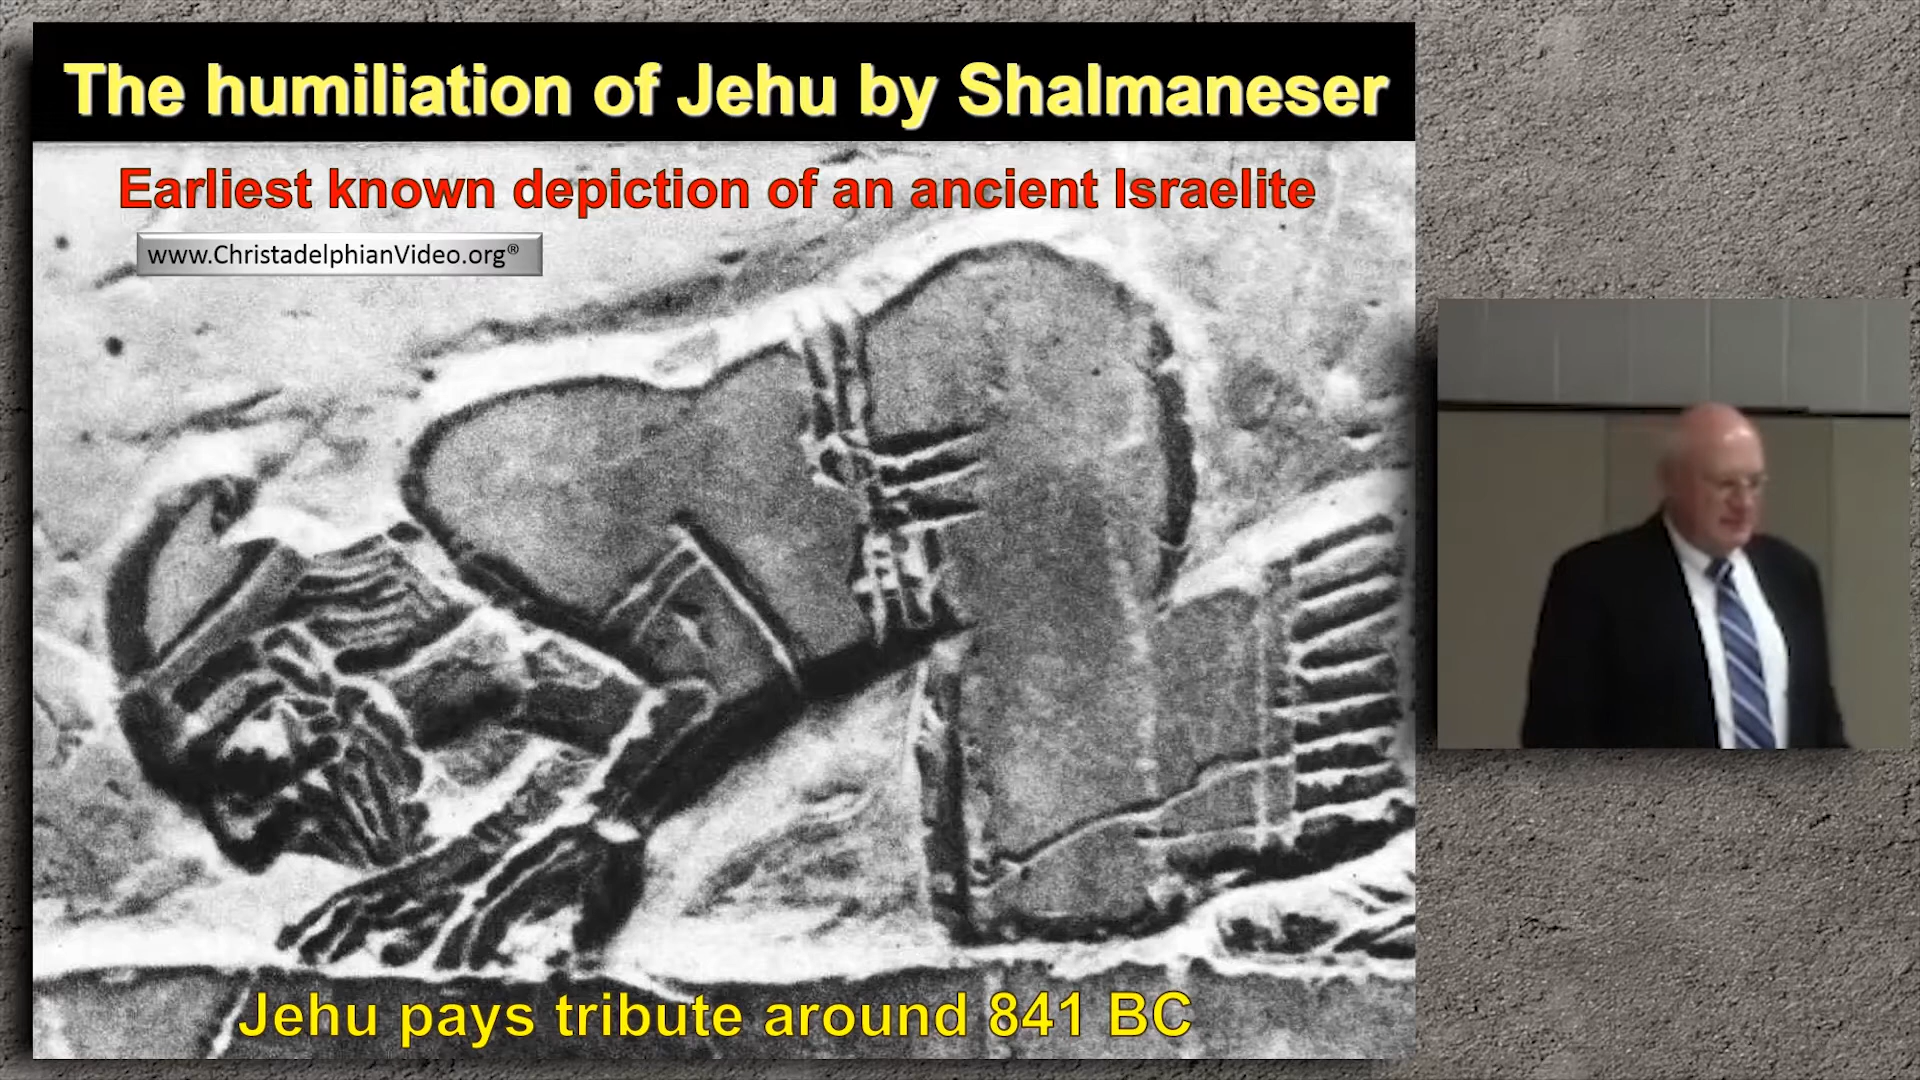 The humiliation of Jehu by Shalmaneser
Earliest known depiction of an ancient Israelite
www.ChristadelphianVideo.org®
Jehu pays tribute around 841 BC